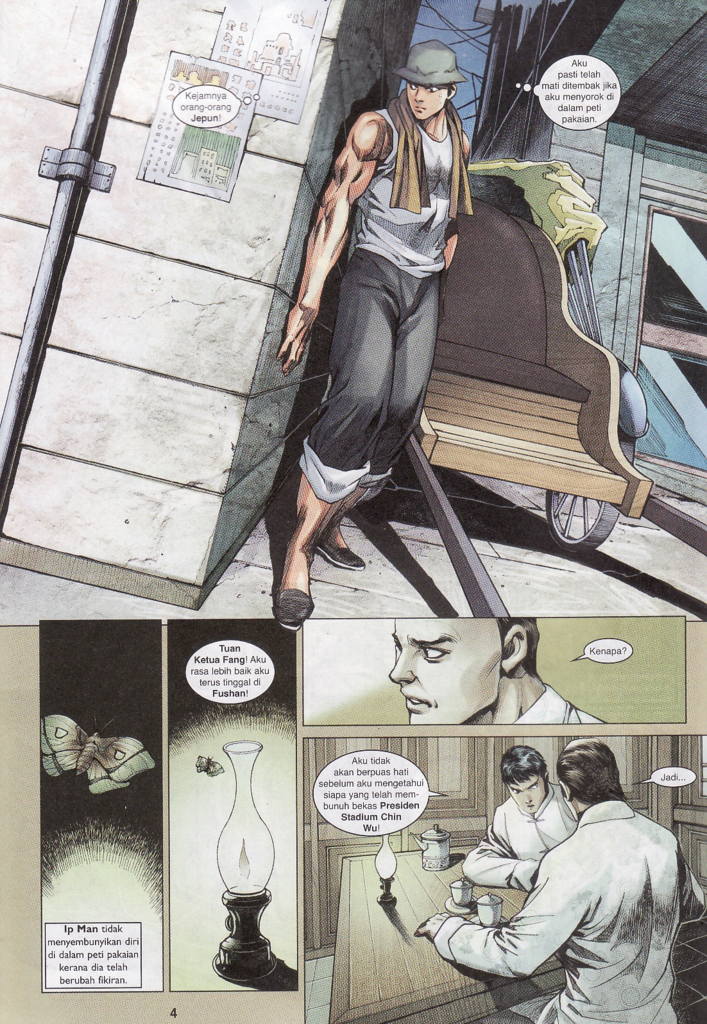 Kejamnya
orang-orang
Jepun!
Aku
pasti telah
mati ditembak jika
aku menyorok di
dalam peti
pakaian.
Ip Man tidak
menyembunyikan diri
di dalam peti pakaian
kerana dia telah
berubah fikiran.
Tuan
Ketua Fang! Aku
rasa lebih baik aku
terus tinggal di
Fushan!
Kenapa?
Aku tidak
akan berpuas hati
sebelum aku mengetahui
siapa yang telah mem-
bunuh bekas Presiden
Stadium Chin
Wu!
Jadi...
4